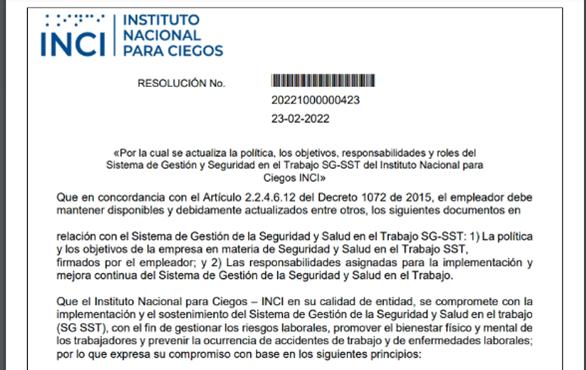 INCI
INSTITUTO
NACIONAL
PARA CIEGOS
RESOLUCIÓN No.
20221000000423
23-02-2022
«Por la cual se actualiza la política, los objetivos, responsabilidades y roles del
Sistema de Gestión y Seguridad en el Trabajo SG-SST del Instituto Nacional para
Ciegos INCI»
Que en concordancia con el Artículo 2.2.4.6.12 del Decreto 1072 de 2015, el empleador debe
mantener disponibles y debidamente actualizados entre otros, los siguientes documentos en
relación con el Sistema de Gestión de la Seguridad y Salud en el Trabajo SG-SST: 1) La política
y los objetivos de la empresa en materia de Seguridad y Salud en el Trabajo SST,
firmados por el empleador; y 2) Las responsabilidades asignadas para la implementación y
mejora continua del Sistema de Gestión de la Seguridad y Salud en el Trabajo.
Que el Instituto Nacional para Ciegos – INCI en su calidad de entidad, se compromete con la
implementación y el sostenimiento del Sistema de Gestión de la Seguridad y Salud en el trabajo
(SG SST), con el fin de gestionar los riesgos laborales, promover el bienestar físico y mental de
los trabajadores y prevenir la ocurrencia de accidentes de trabajo y de enfermedades laborales;
por lo que expresa su compromiso con base en los siguientes principios: